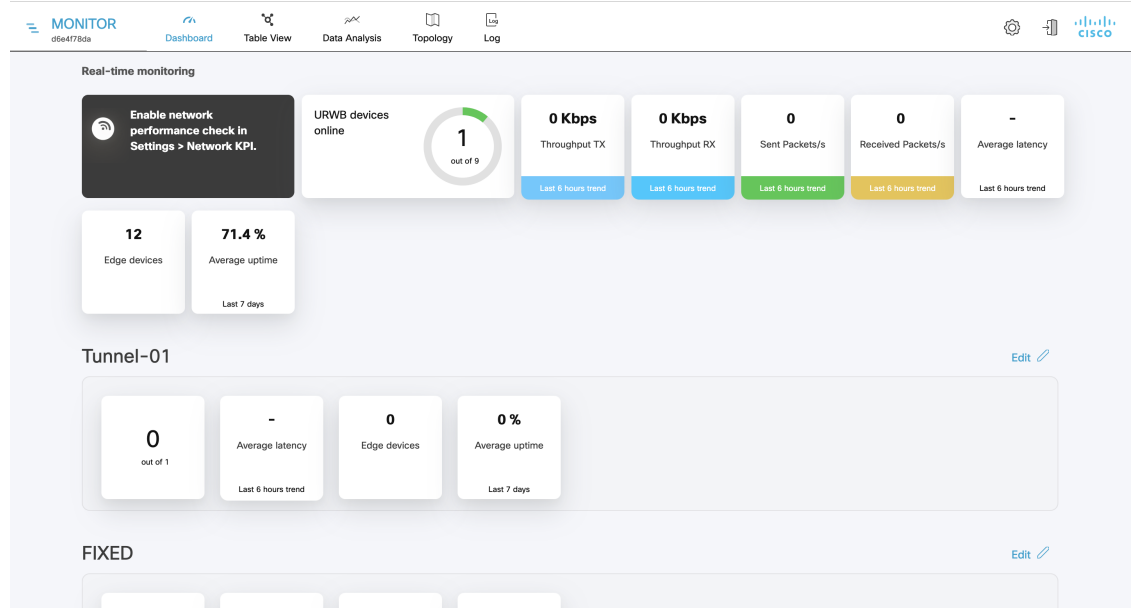 MONITOR
d6e4f78da
Dashboard
Table View
Data Analysis
Topology
Log
Log
CISCO
Real-time monitoring
Enable network
performance check in
Settings > Network KPI.
URWB devices
online
1
out of 9
0 Kbps
Throughput TX
Last 6 hours trend
0 Kbps
Throughput RX
Last 6 hours trend
0
Sent Packets/s
Last 6 hours trend
0
Received Packets/s
Last 6 hours trend
-
Average latency
Last 6 hours trend
12
Edge devices
71.4 %
Average uptime
Last 7 days
Tunnel-01
Edit
0
out of 1
-
Average latency
Last 6 hours trend
0
Edge devices
0 %
Average uptime
Last 7 days
FIXED
Edit